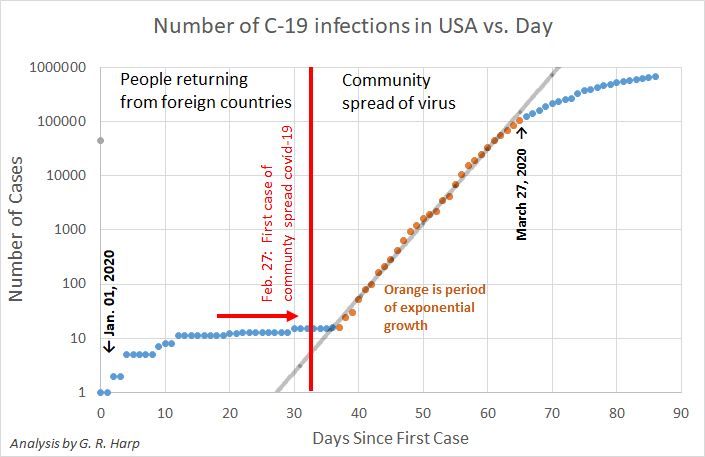 Number of C-19 infections in USA vs. Day
People returning
from foreign countries
Community
spread of virus
1000000
100000
10000
1000
100
10
1
Number of Cases
← Jan. 01, 2020
Feb. 27: First case of
community spread covid-19
March 27, 2020 →
Orange is period
of exponential
growth
0 10 20 30 40 50 60 70 80 90
Days Since First Case
Analysis by G. R. Harp